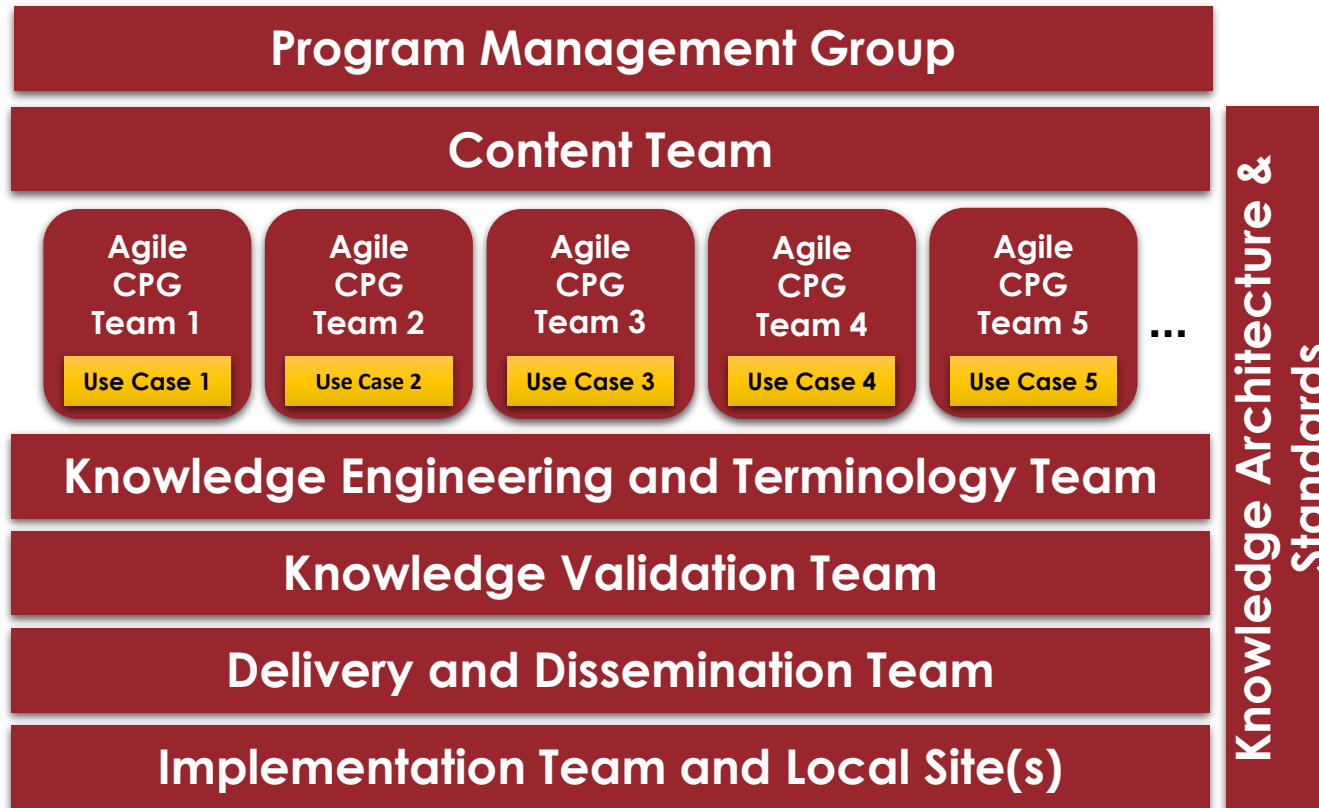 Program Management Group
Content Team
Agile
CPG
Team 1
Use Case 1
Agile
CPG
Team 2
Use Case 2
Agile
CPG
Team 3
Use Case 3
Agile
CPG
Team 4
Use Case 4
Agile
CPG
Team 5
Use Case 5
...
Knowledge Engineering and Terminology Team
Knowledge Validation Team
Delivery and Dissemination Team
Implementation Team and Local Site(s)
Knowledge Architecture &
Standards